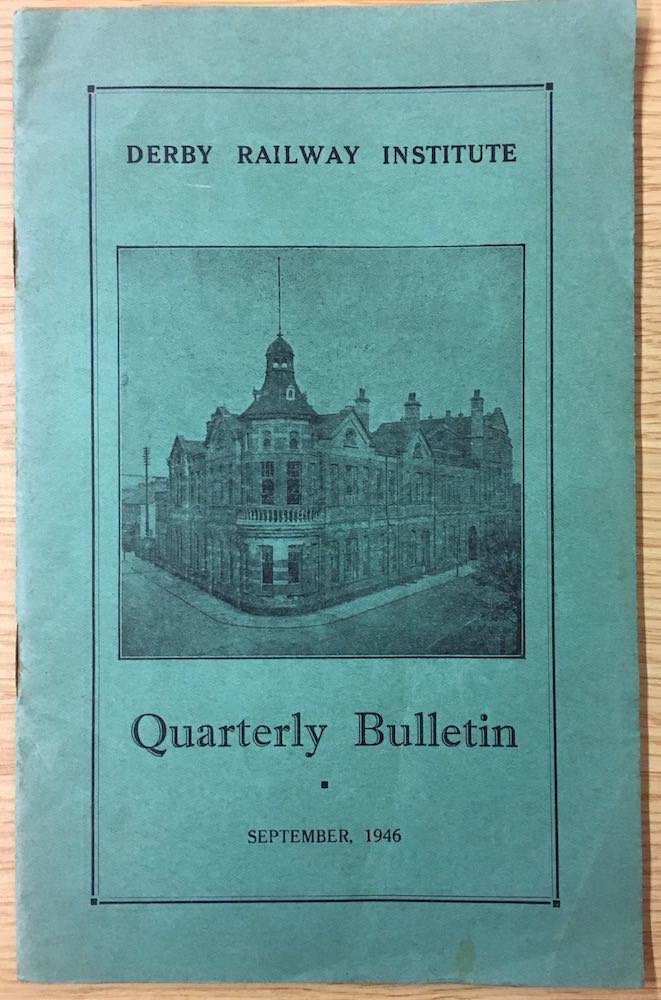 DERBY RAILWAY INSTITUTE
Quarterly Bulletin
SEPTEMBER, 1946